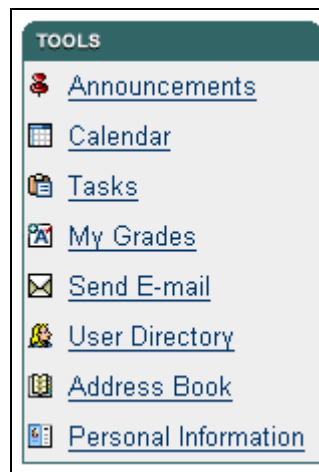 TOOLS
Announcements
Calendar
Tasks
My Grades
Send E-mail
User Directory
Address Book
Personal Information